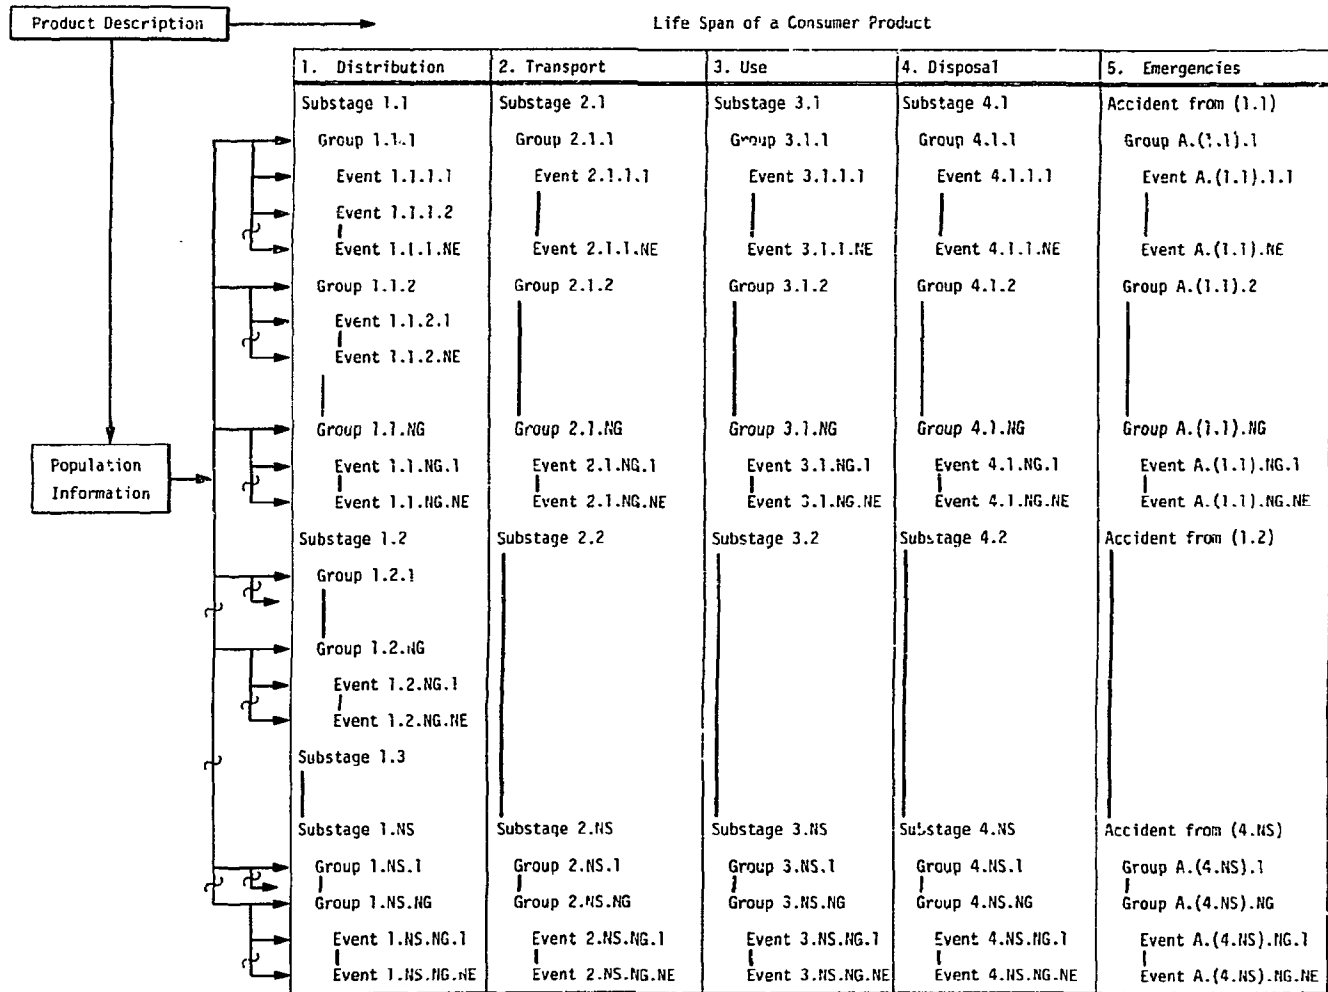 Product Description
Life Span of a Consumer Product
1. Distribution 2. Transport 3. Use 4. Disposal 5. Emergencies
Substage 1.1 Substage 2.1 Substage 3.1 Substage 4.1 Accident from (1.1)
Group 1.1.1 Group 2.1.1 Group 3.1.1 Group 4.1.1 Group A.(1.1).1
Event 1.1.1.1 Event 2.1.1.1 Event 3.1.1.1 Event 4.1.1.1 Event A.(1.1).1.1
Event 1.1.1.2
Event 1.1.1.NE Event 2.1.1.NE Event 3.1.1.NE Event 4.1.1.NE Event A.(1.1).NE
Group 1.1.2 Group 2.1.2 Group 3.1.2 Group 4.1.2 Group A.(1.1).2
Event 1.1.2.1
Event 1.1.2.NE
Group 1.1.NG Group 2.1.NG Group 3.1.NG Group 4.1.NG Group A.(1.1).NG
Population
Information
Event 1.1.NG.1 Event 2.1.NG.1 Event 3.1.NG.1 Event 4.1.NG.1 Event A.(1.1).NG.1
Event 1.1.NG.NE Event 2.1.NG.NE Event 3.1.NG.NE Event 4.1.NG.NE Event A.(1.1).NG.NE
Substage 1.2 Substage 2.2 Substage 3.2 Substage 4.2 Accident from (1.2)
Group 1.2.1
Group 1.2.NG
Event 1.2.NG.1
Event 1.2.NG.NE
Substage 1.3
Substage 1.NS Substage 2.NS Substage 3.NS Substage 4.NS Accident from (4.NS)
Group 1.NS.1 Group 2.NS.1 Group 3.NS.1 Group 4.NS.1 Group A.(4.NS).1
Group 1.NS.NG Group 2.NS.NG Group 3.NS.NG Group 4.NS.NG Group A.(4.NS).NG
Event 1.NS.NG.1 Event 2.NS.NG.1 Event 3.NS.NG.1 Event 4.NS.NG.1 Event A.(4.NS).NG.1
Event 1.NS.NG.NE Event 2.NS.NG.NE Event 3.NS.NG.NE Event 4.NS.NG.NE Event A.(4.NS).NG.NE